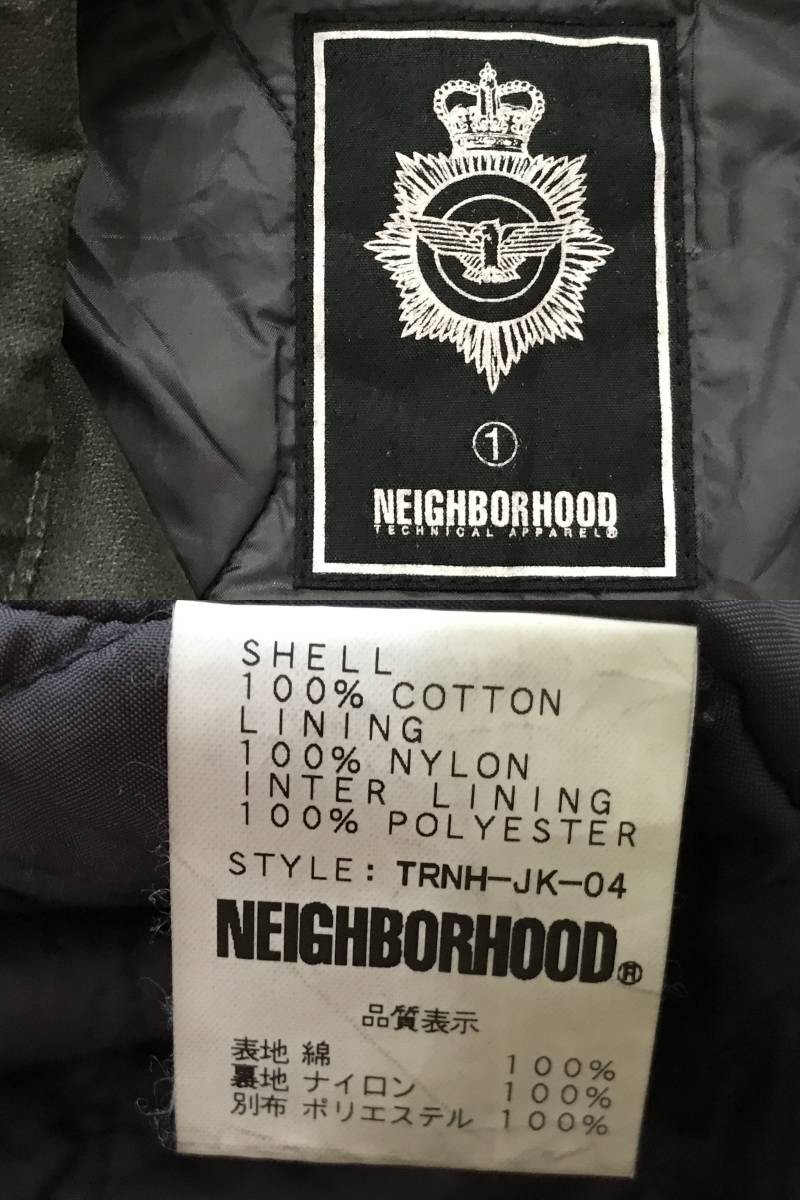 1
NEIGHBORHOOD
TECHNICAL APPAREL®
SHELL
100% COTTON
LINING
100% NYLON
INTER LINING
100% POLYESTER
STYLE: TRNH-JK-04
NEIGHBORHOOD®
品質表示
表地 綿 100%
裏地 ナイロン 100%
別布 ポリエステル 100%